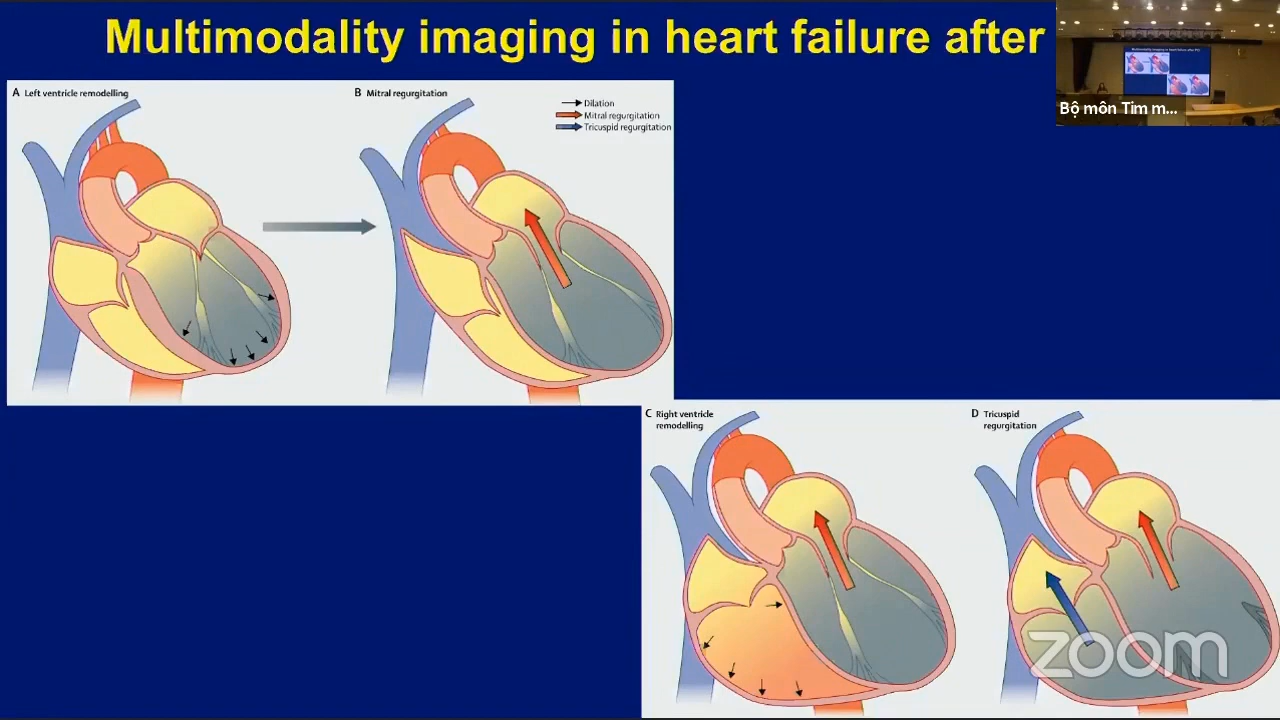 Multimodality imaging in heart failure after
Bộ môn Tim m...
A Left ventricle remodelling
B Mitral regurgitation
Dilation
Mitral regurgitation
Tricuspid regurgitation
C Right ventricle
remodelling
D Tricuspid
regurgitation
zoom